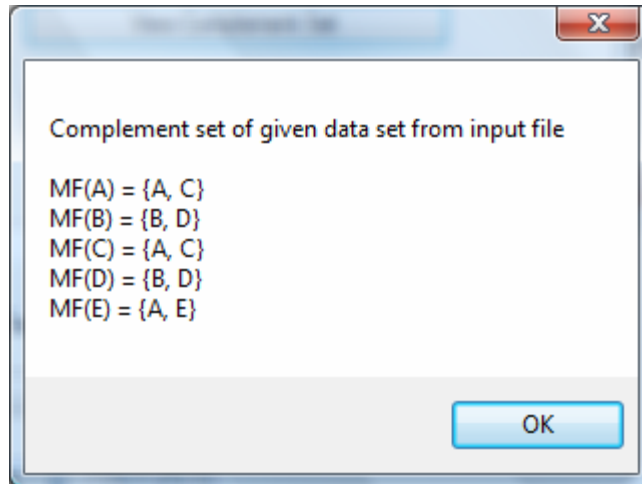 Complement set of given data set from input file
MF(A) = {A, C}
MF(B) = {B, D}
MF(C) = {A, C}
MF(D) = {B, D}
MF(E) = {A, E}
OK